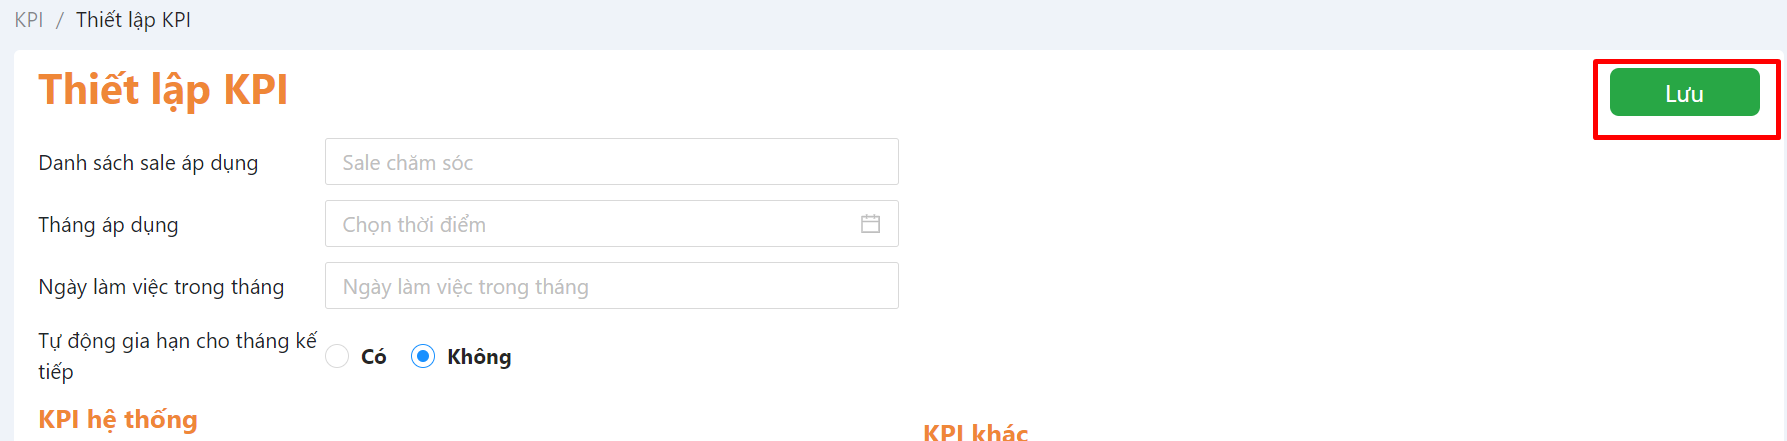 KPI / Thiết lập KPI
Thiết lập KPI
Lưu
Danh sách sale áp dụng
Sale chăm sóc
Tháng áp dụng
Chọn thời điểm
Ngày làm việc trong tháng
Ngày làm việc trong tháng
Tự động gia hạn cho tháng kế
tiếp
Có
Không
KPI hệ thống
KPI khác